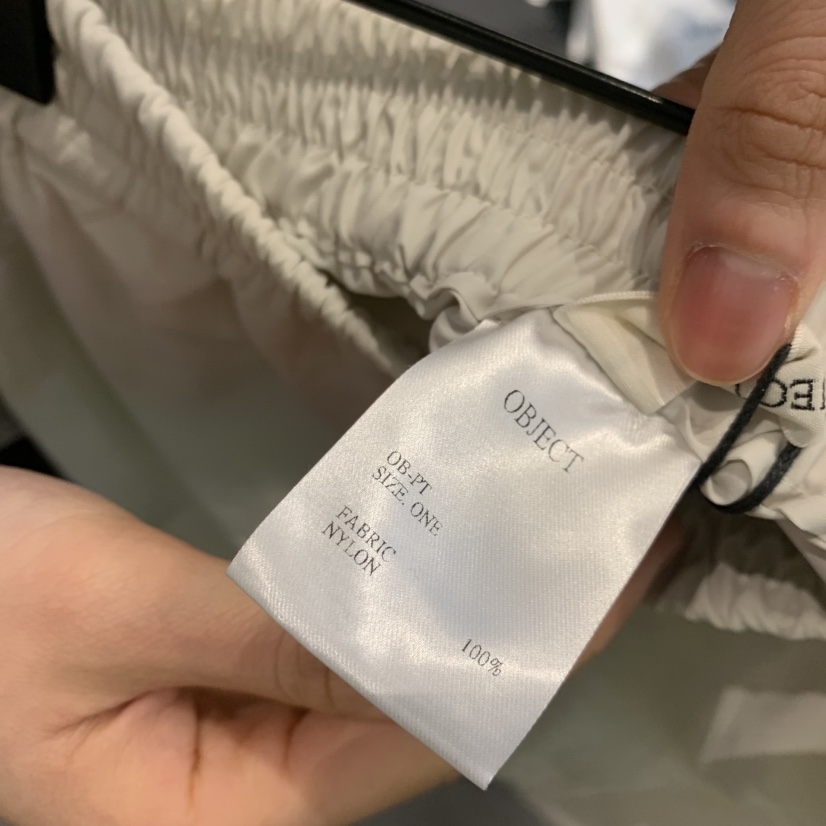 OBJECT
OB-PT
SIZE. ONE
FABRIC
NYLON
100%